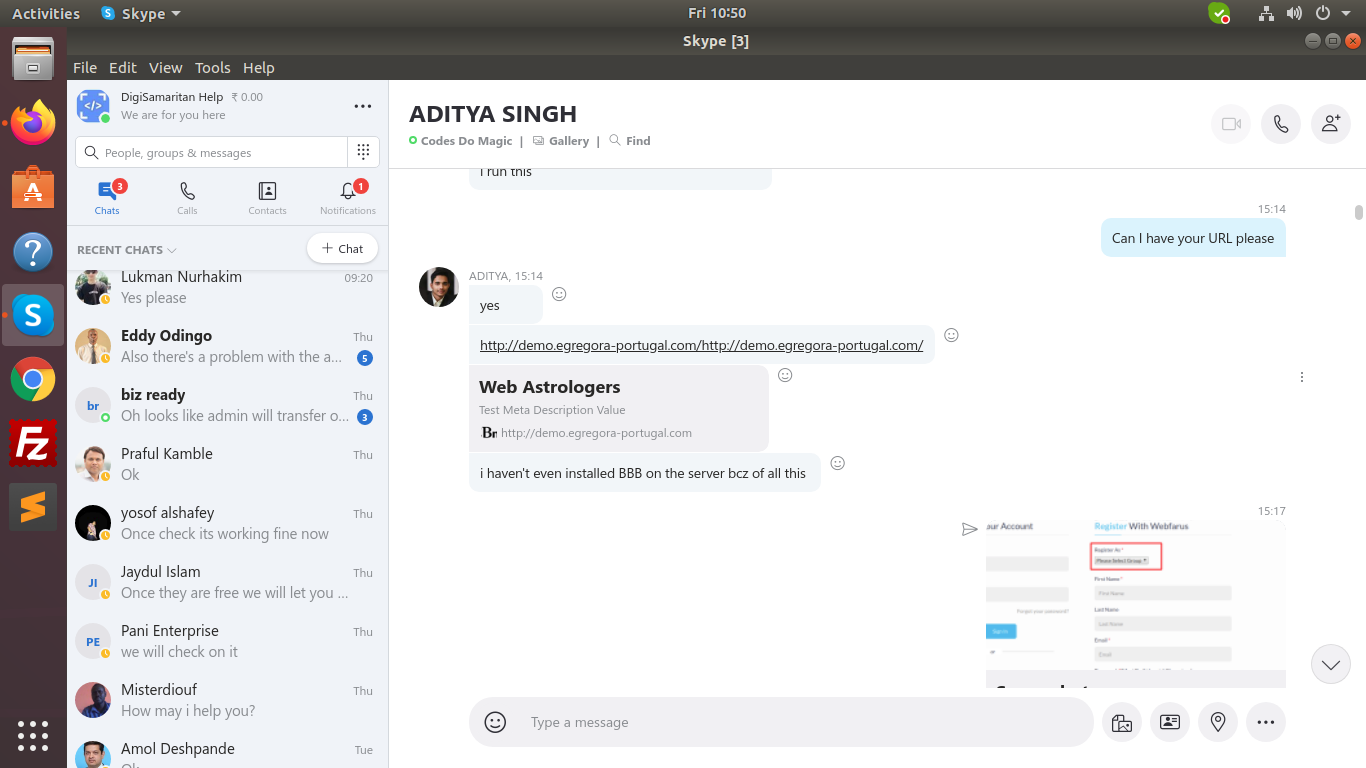 Activities
Skype
Fri 10:50
Skype [3]
File Edit View Tools Help
DigiSamaritan Help ₹ 0.00
We are for you here
People, groups & messages
3
1
Chats
Calls
Contacts
Notifications
RECENT CHATS
+ Chat
Lukman Nurhakim 09:20
Yes please
Eddy Odingo Thu
Also there's a problem with the a... 5
br
biz ready Thu
Oh looks like admin will transfer o... 3
Praful Kamble Thu
Ok
yosof alshafey Thu
Once check its working fine now
JI
Jaydul Islam Thu
Once they are free we will let you ...
PE
Pani Enterprise Thu
we will check on it
Misterdiouf Thu
How may i help you?
Amol Deshpande Tue
ADITYA SINGH
Codes Do Magic | Gallery | Find
i run this
15:14
Can I have your URL please
ADITYA, 15:14
yes
http://demo.egregora-portugal.com/http://demo.egregora-portugal.com/
Web Astrologers
Test Meta Description Value
Br http://demo.egregora-portugal.com
i haven't even installed BBB on the server bcz of all this
15:17
our Account
Register With Webfarus
Register As*
Please Select Group
First Name*
First Name
Last Name
Last Name
Forgot your password?
Sign In
or
Email*
Email
Type a message